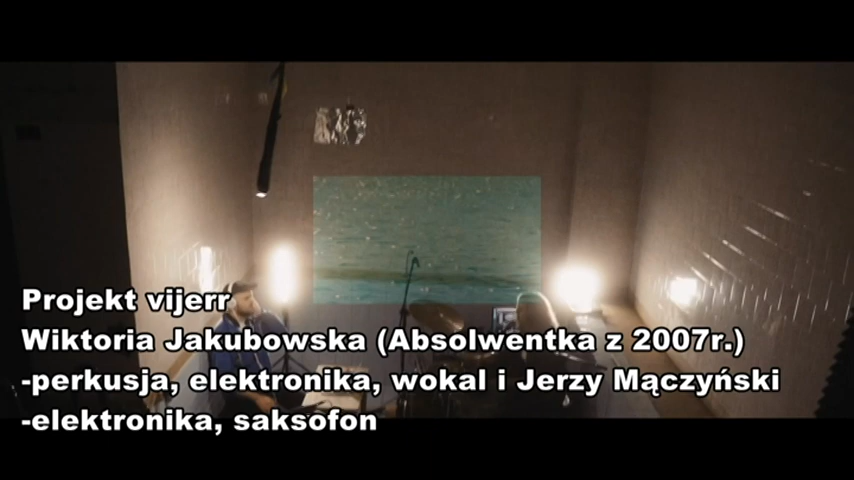 Projekt vijerr
Wiktoria Jakubowska (Absolwentka z 2007r.)
-perkusja, elektronika, wokal i Jerzy Mączyński
-elektronika, saksofon